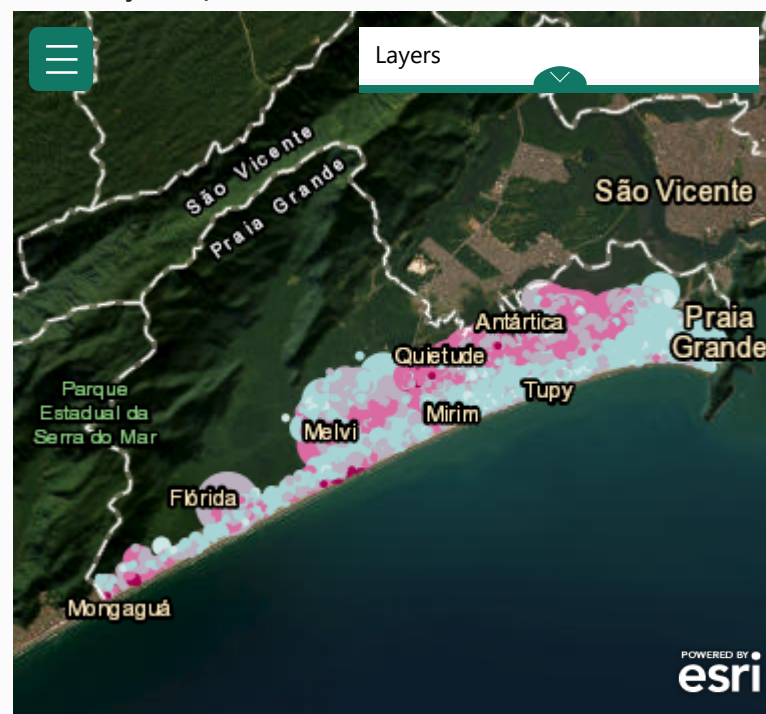 Layers
São Vicente
Praia Grande
São Vicente
Praia
Grande
Antártica
Quietude
Tupy
Mirim
Melvi
Parque
Estadual da
Serra do Mar
Flórida
Mongaguá
POWERED BY
esri